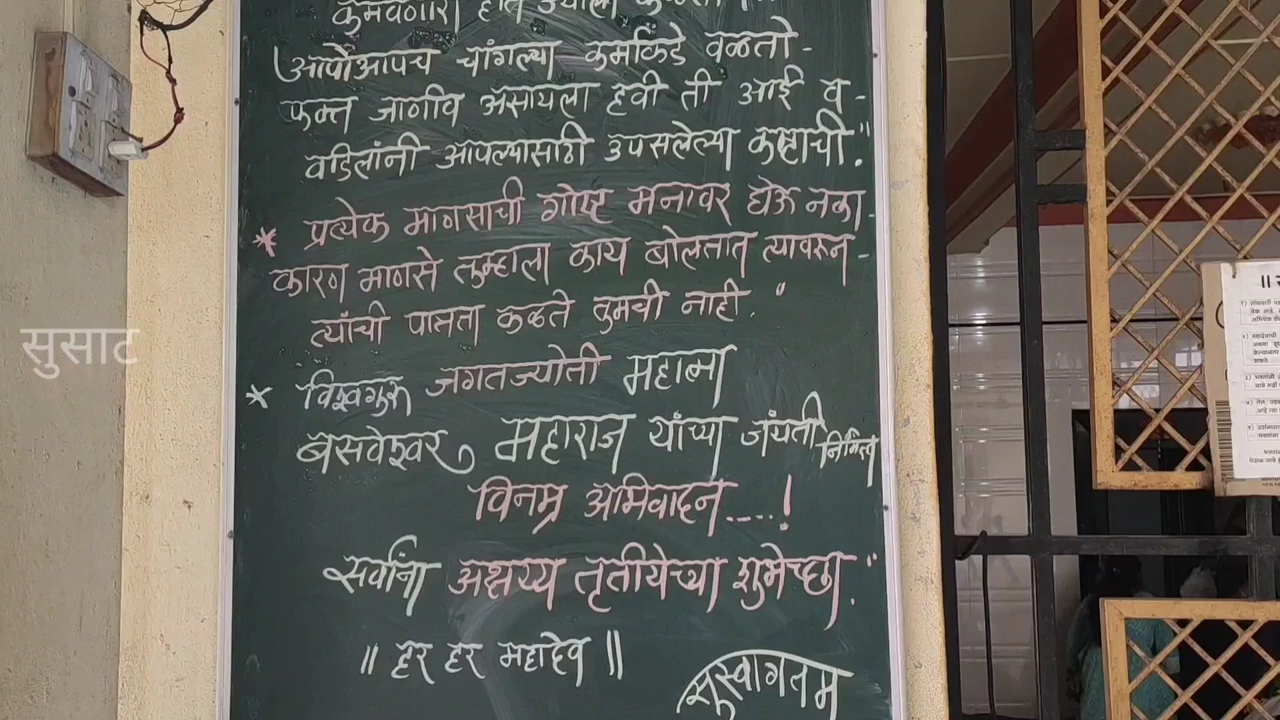 आपोआपच चांगल्या कर्माकडे वळतो-
फक्त जाणीव असायला हवी ती आई व-
वडिलांनी आपल्यासाठी उपसलेल्या कष्टाची."
* प्रत्येक माणसाची गोष्ट मनावर घेऊ नका-
कारण माणसे तुम्हाला काय बोलतात त्यावरून-
त्यांची पात्रता कळते तुमची नाही.'
* विश्वगुरु जगतज्योती महात्मा
बसवेश्वर महाराज यांच्या जंयती निमित्त
विनम्र अभिवादन....!
सर्वांना अक्षय्य तृतीयेच्या शुभेच्छा."
॥ हर हर महादेव ॥
सुस्वागतम
सुसाट